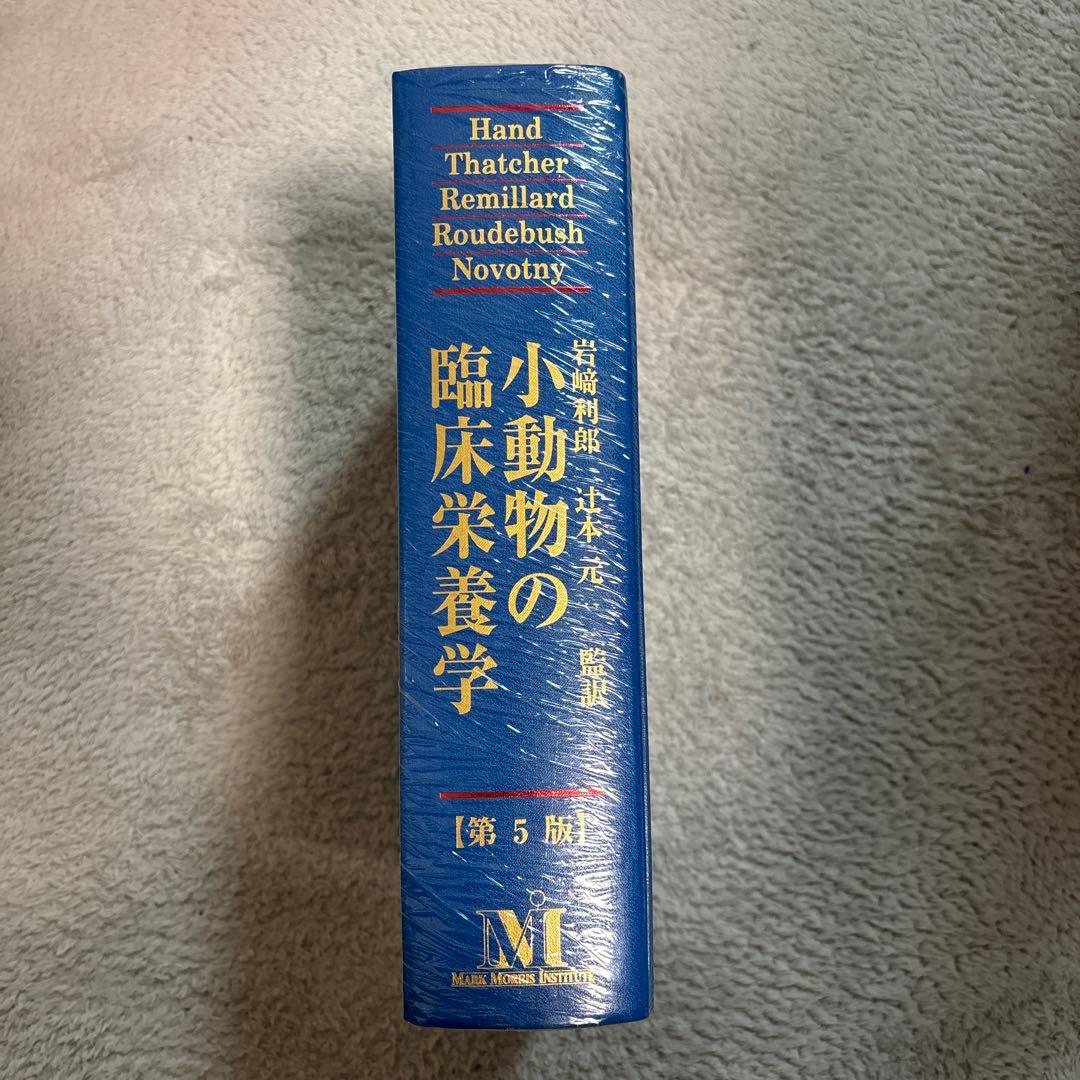 Hand
Thatcher
Remillard
Roudebush
Novotny
小動物の
臨床栄養学
岩﨑利郎 辻本 元 監訳
【第 5 版】
MARK MORRIS INSTITUTE